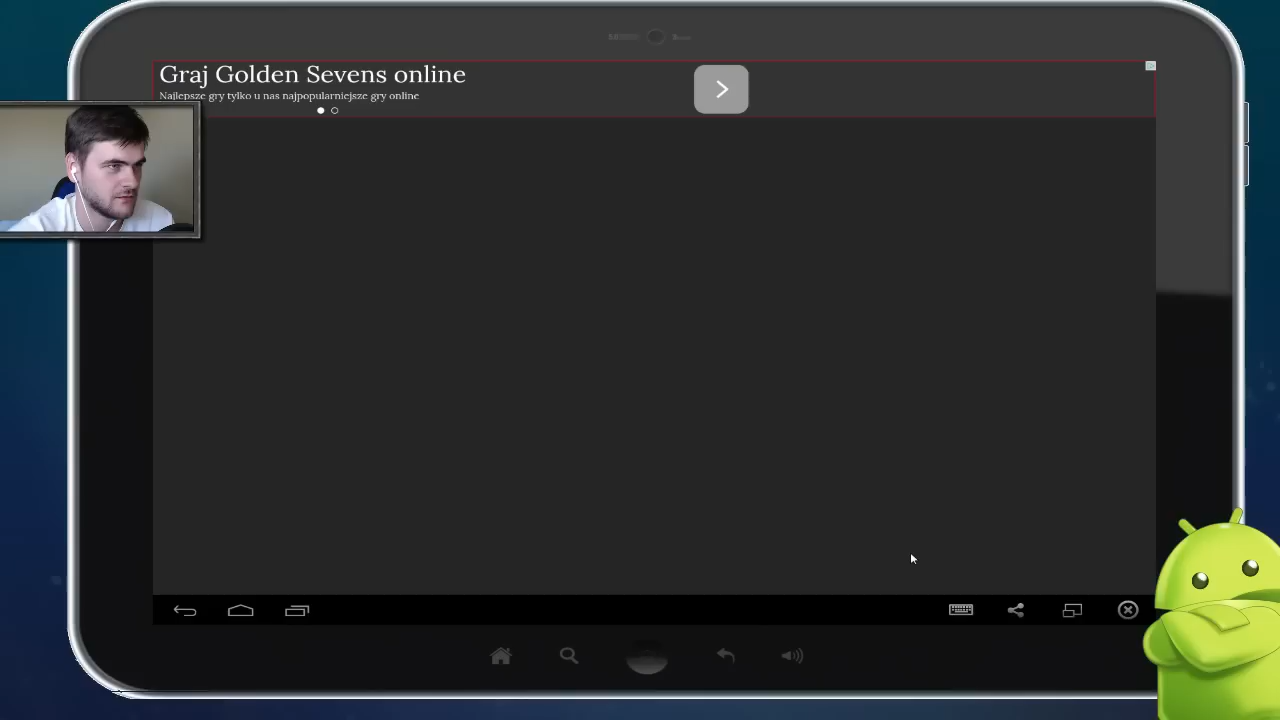 Graj Golden Sevens online
Najlepsze gry tylko u nas najpopularniejsze gry online